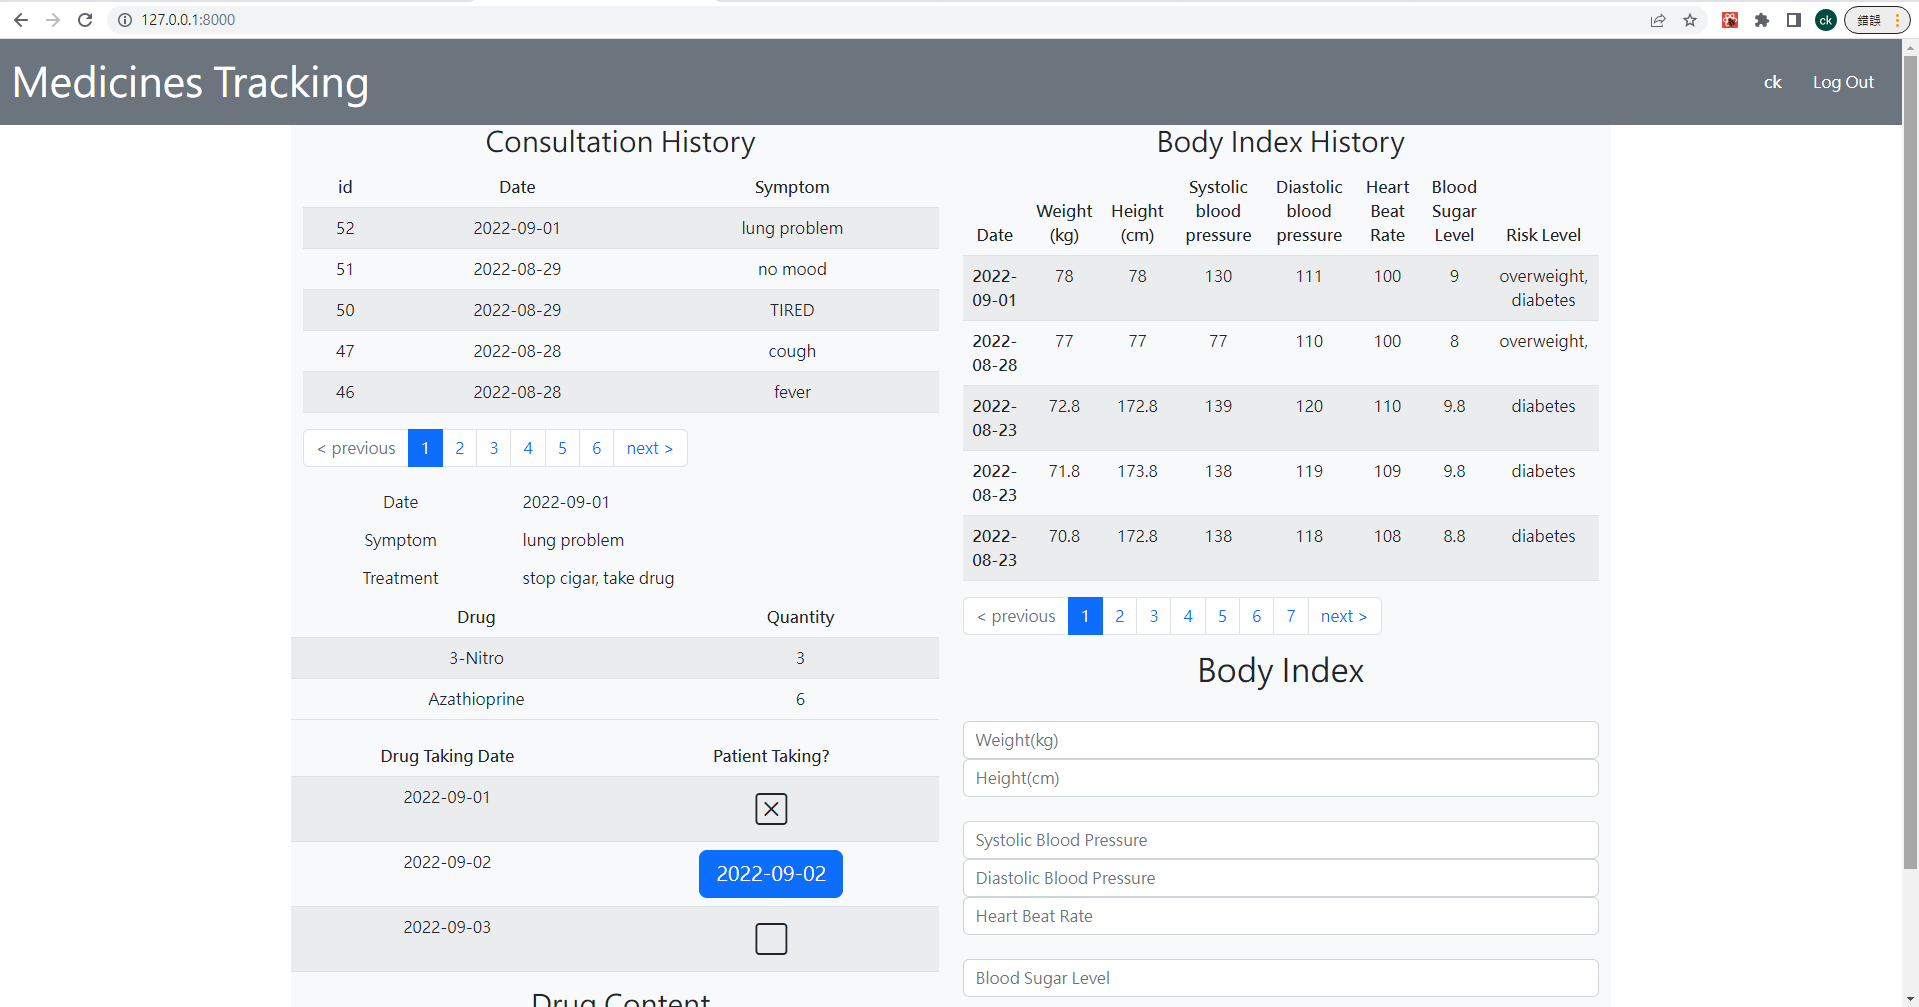 127.0.0.1:8000
ck
錯誤
Medicines Tracking
ck Log Out
Consultation History
id Date Symptom
52 2022-09-01 lung problem
51 2022-08-29 no mood
50 2022-08-29 TIRED
47 2022-08-28 cough
46 2022-08-28 fever
< previous 1 2 3 4 5 6 next >
Date 2022-09-01
Symptom lung problem
Treatment stop cigar, take drug
Drug Quantity
3-Nitro 3
Azathioprine 6
Drug Taking Date Patient Taking?
2022-09-01
2022-09-02 2022-09-02
2022-09-03
Drug Content
Body Index History
Systolic Diastolic Heart Blood
Weight Height blood blood Beat Sugar
Date (kg) (cm) pressure pressure Rate Level Risk Level
2022- 78 78 130 111 100 9 overweight,
09-01 diabetes
2022- 77 77 77 110 100 8 overweight,
08-28
2022- 72.8 172.8 139 120 110 9.8 diabetes
08-23
2022- 71.8 173.8 138 119 109 9.8 diabetes
08-23
2022- 70.8 172.8 138 118 108 8.8 diabetes
08-23
< previous 1 2 3 4 5 6 7 next >
Body Index
Weight(kg)
Height(cm)
Systolic Blood Pressure
Diastolic Blood Pressure
Heart Beat Rate
Blood Sugar Level